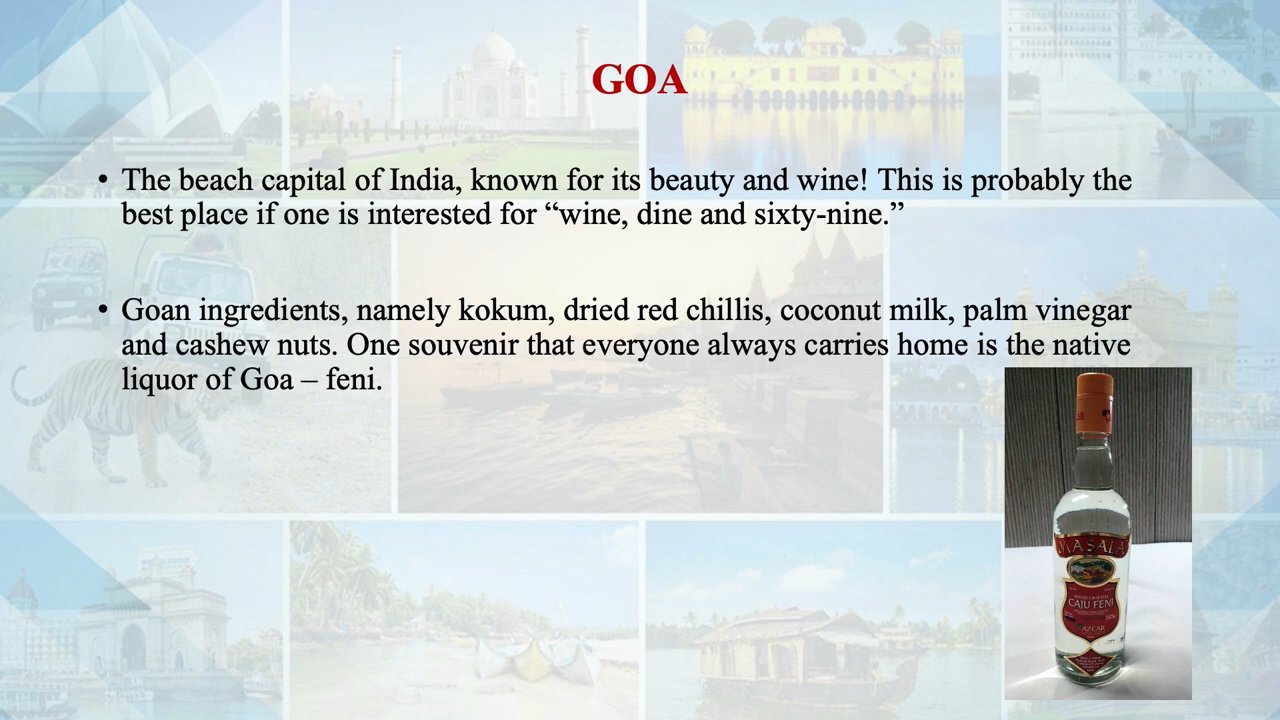 GOA
• The beach capital of India, known for its beauty and wine! This is probably the
best place if one is interested for “wine, dine and sixty-nine.”
• Goan ingredients, namely kokum, dried red chillis, coconut milk, palm vinegar
and cashew nuts. One souvenir that everyone always carries home is the native
liquor of Goa – feni.
MASALA
CAJU FENI
AZCAR